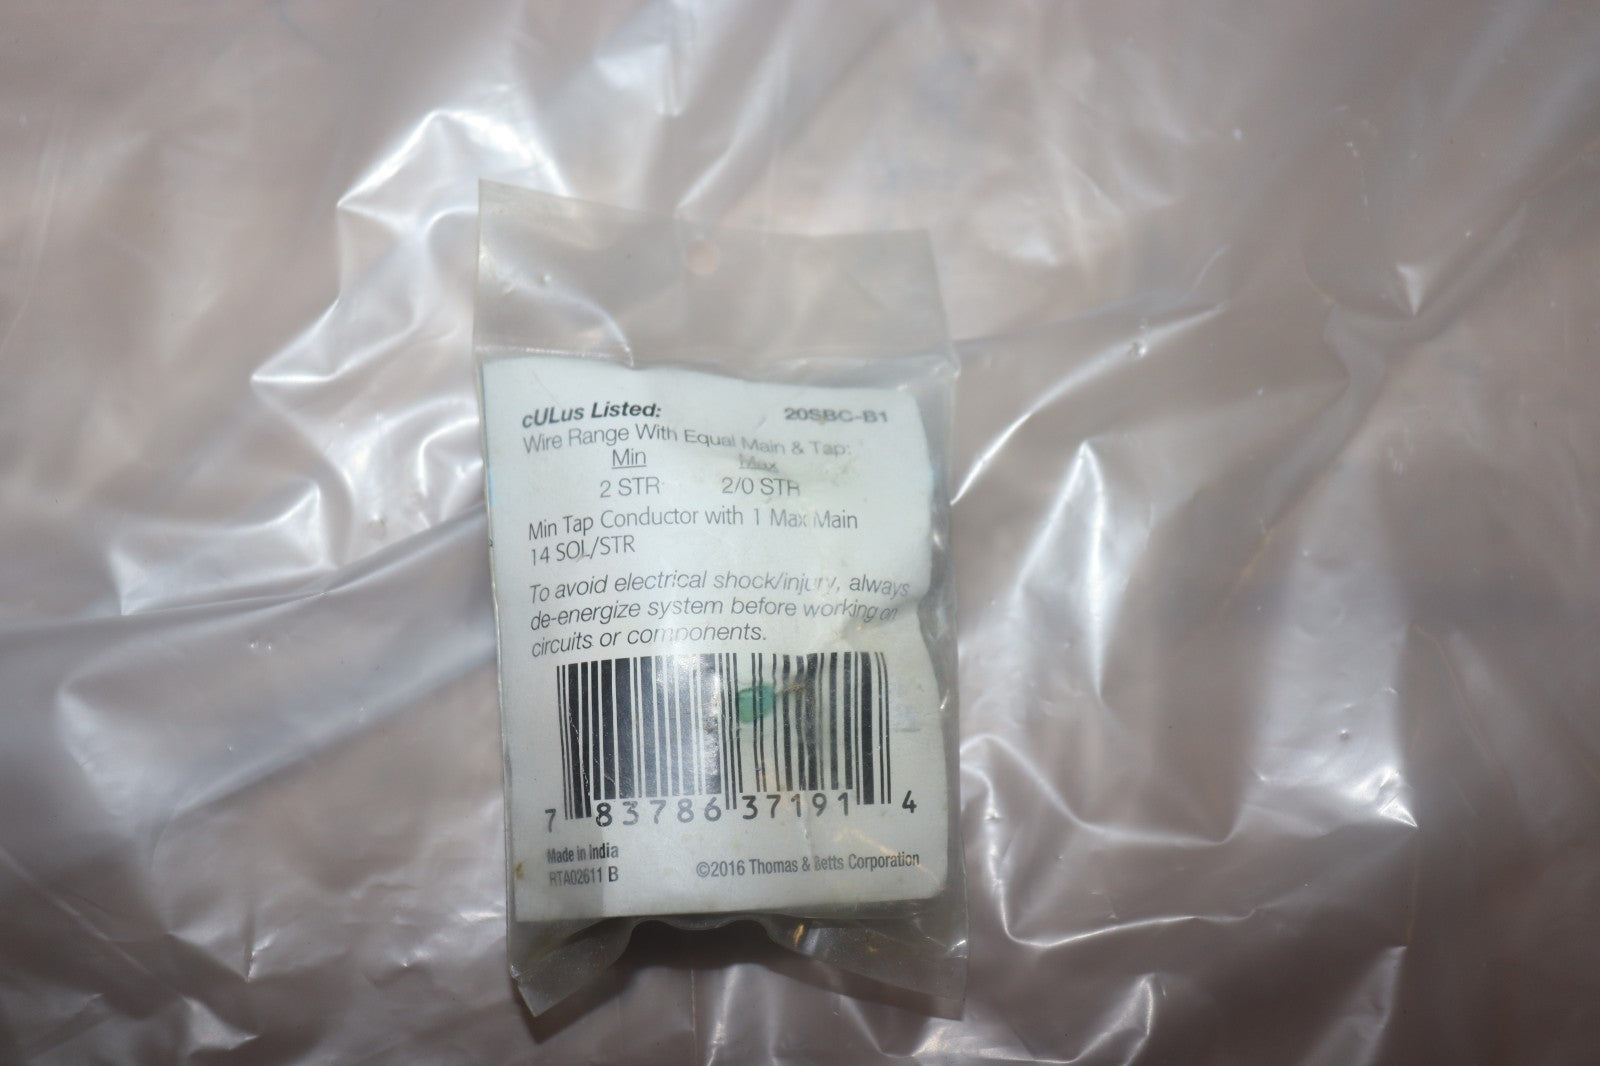 cULus Listed: 20SBC-B1
Wire Range With Equal Main & Tap:
Min Max
2 STR 2/0 STR
Min Tap Conductor with 1 Max Main
14 SOL/STR
To avoid electrical shock/injury, always
de-energize system before working on
circuits or components.
7 83786 37191 4
Made in India
RTA02611 B ©2016 Thomas & Betts Corporation